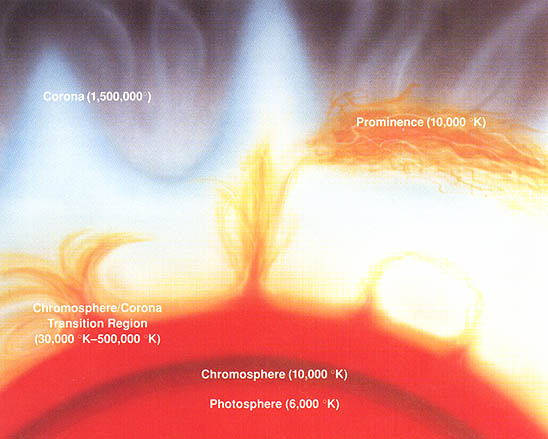 Corona (1,500,000°)
Prominence (10,000 °K)
Chromosphere/Corona
Transition Region
(30,000 °K–500,000 °K)
Chromosphere (10,000 °K)
Photosphere (6,000 °K)